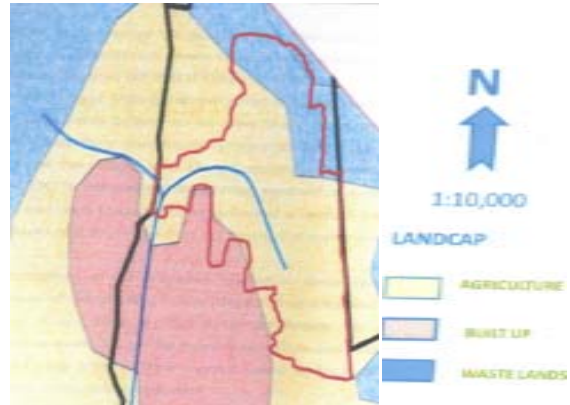 N
1:10,000
LANDCAP
AGRICULTURE
BUILT UP
WASTE LANDS